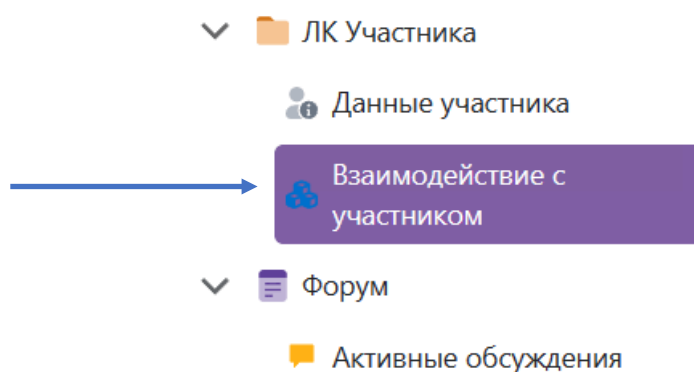 ЛК Участника
Данные участника
Взаимодействие с
участником
Форум
Активные обсуждения